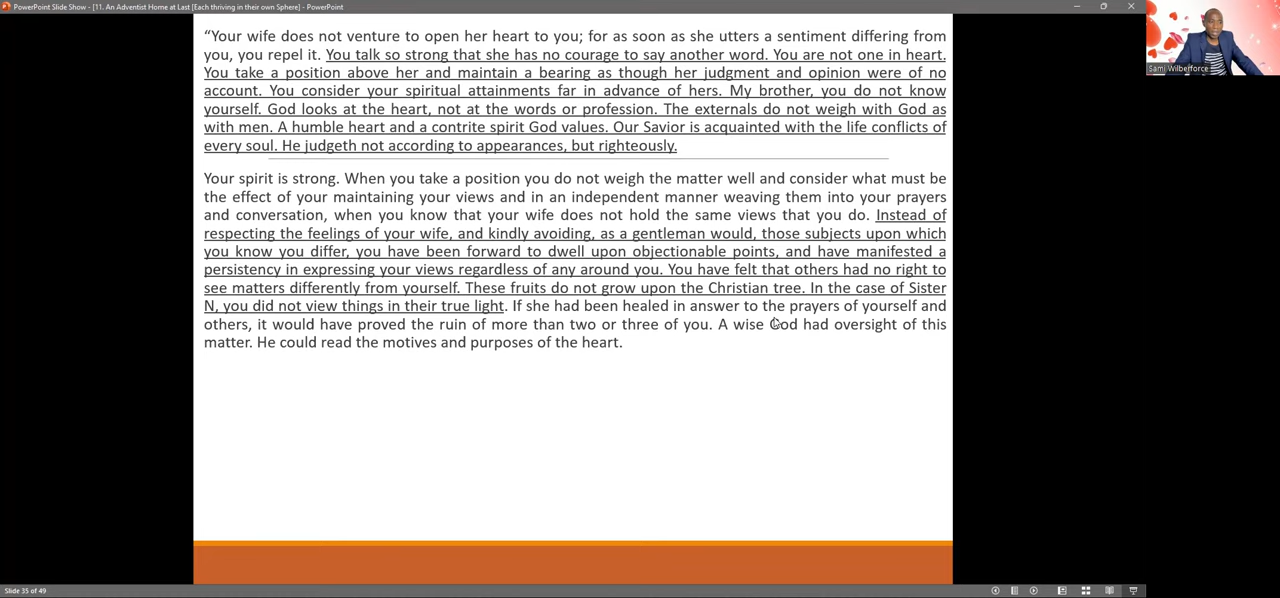 PowerPoint Slide Show - [11. An Adventist Home at Last [Each thriving in their own Sphere] - PowerPoint
Sami Wilberforce
“Your wife does not venture to open her heart to you; for as soon as she utters a sentiment differing from
you, you repel it. You talk so strong that she has no courage to say another word. You are not one in heart.
You take a position above her and maintain a bearing as though her judgment and opinion were of no
account. You consider your spiritual attainments far in advance of hers. My brother, you do not know
yourself. God looks at the heart, not at the words or profession. The externals do not weigh with God as
with men. A humble heart and a contrite spirit God values. Our Savior is acquainted with the life conflicts of
every soul. He judgeth not according to appearances, but righteously.
Your spirit is strong. When you take a position you do not weigh the matter well and consider what must be
the effect of your maintaining your views and in an independent manner weaving them into your prayers
and conversation, when you know that your wife does not hold the same views that you do. Instead of
respecting the feelings of your wife, and kindly avoiding, as a gentleman would, those subjects upon which
you know you differ, you have been forward to dwell upon objectionable points, and have manifested a
persistency in expressing your views regardless of any around you. You have felt that others had no right to
see matters differently from yourself. These fruits do not grow upon the Christian tree. In the case of Sister
N, you did not view things in their true light. If she had been healed in answer to the prayers of yourself and
others, it would have proved the ruin of more than two or three of you. A wise God had oversight of this
matter. He could read the motives and purposes of the heart.
Slide 35 of 49